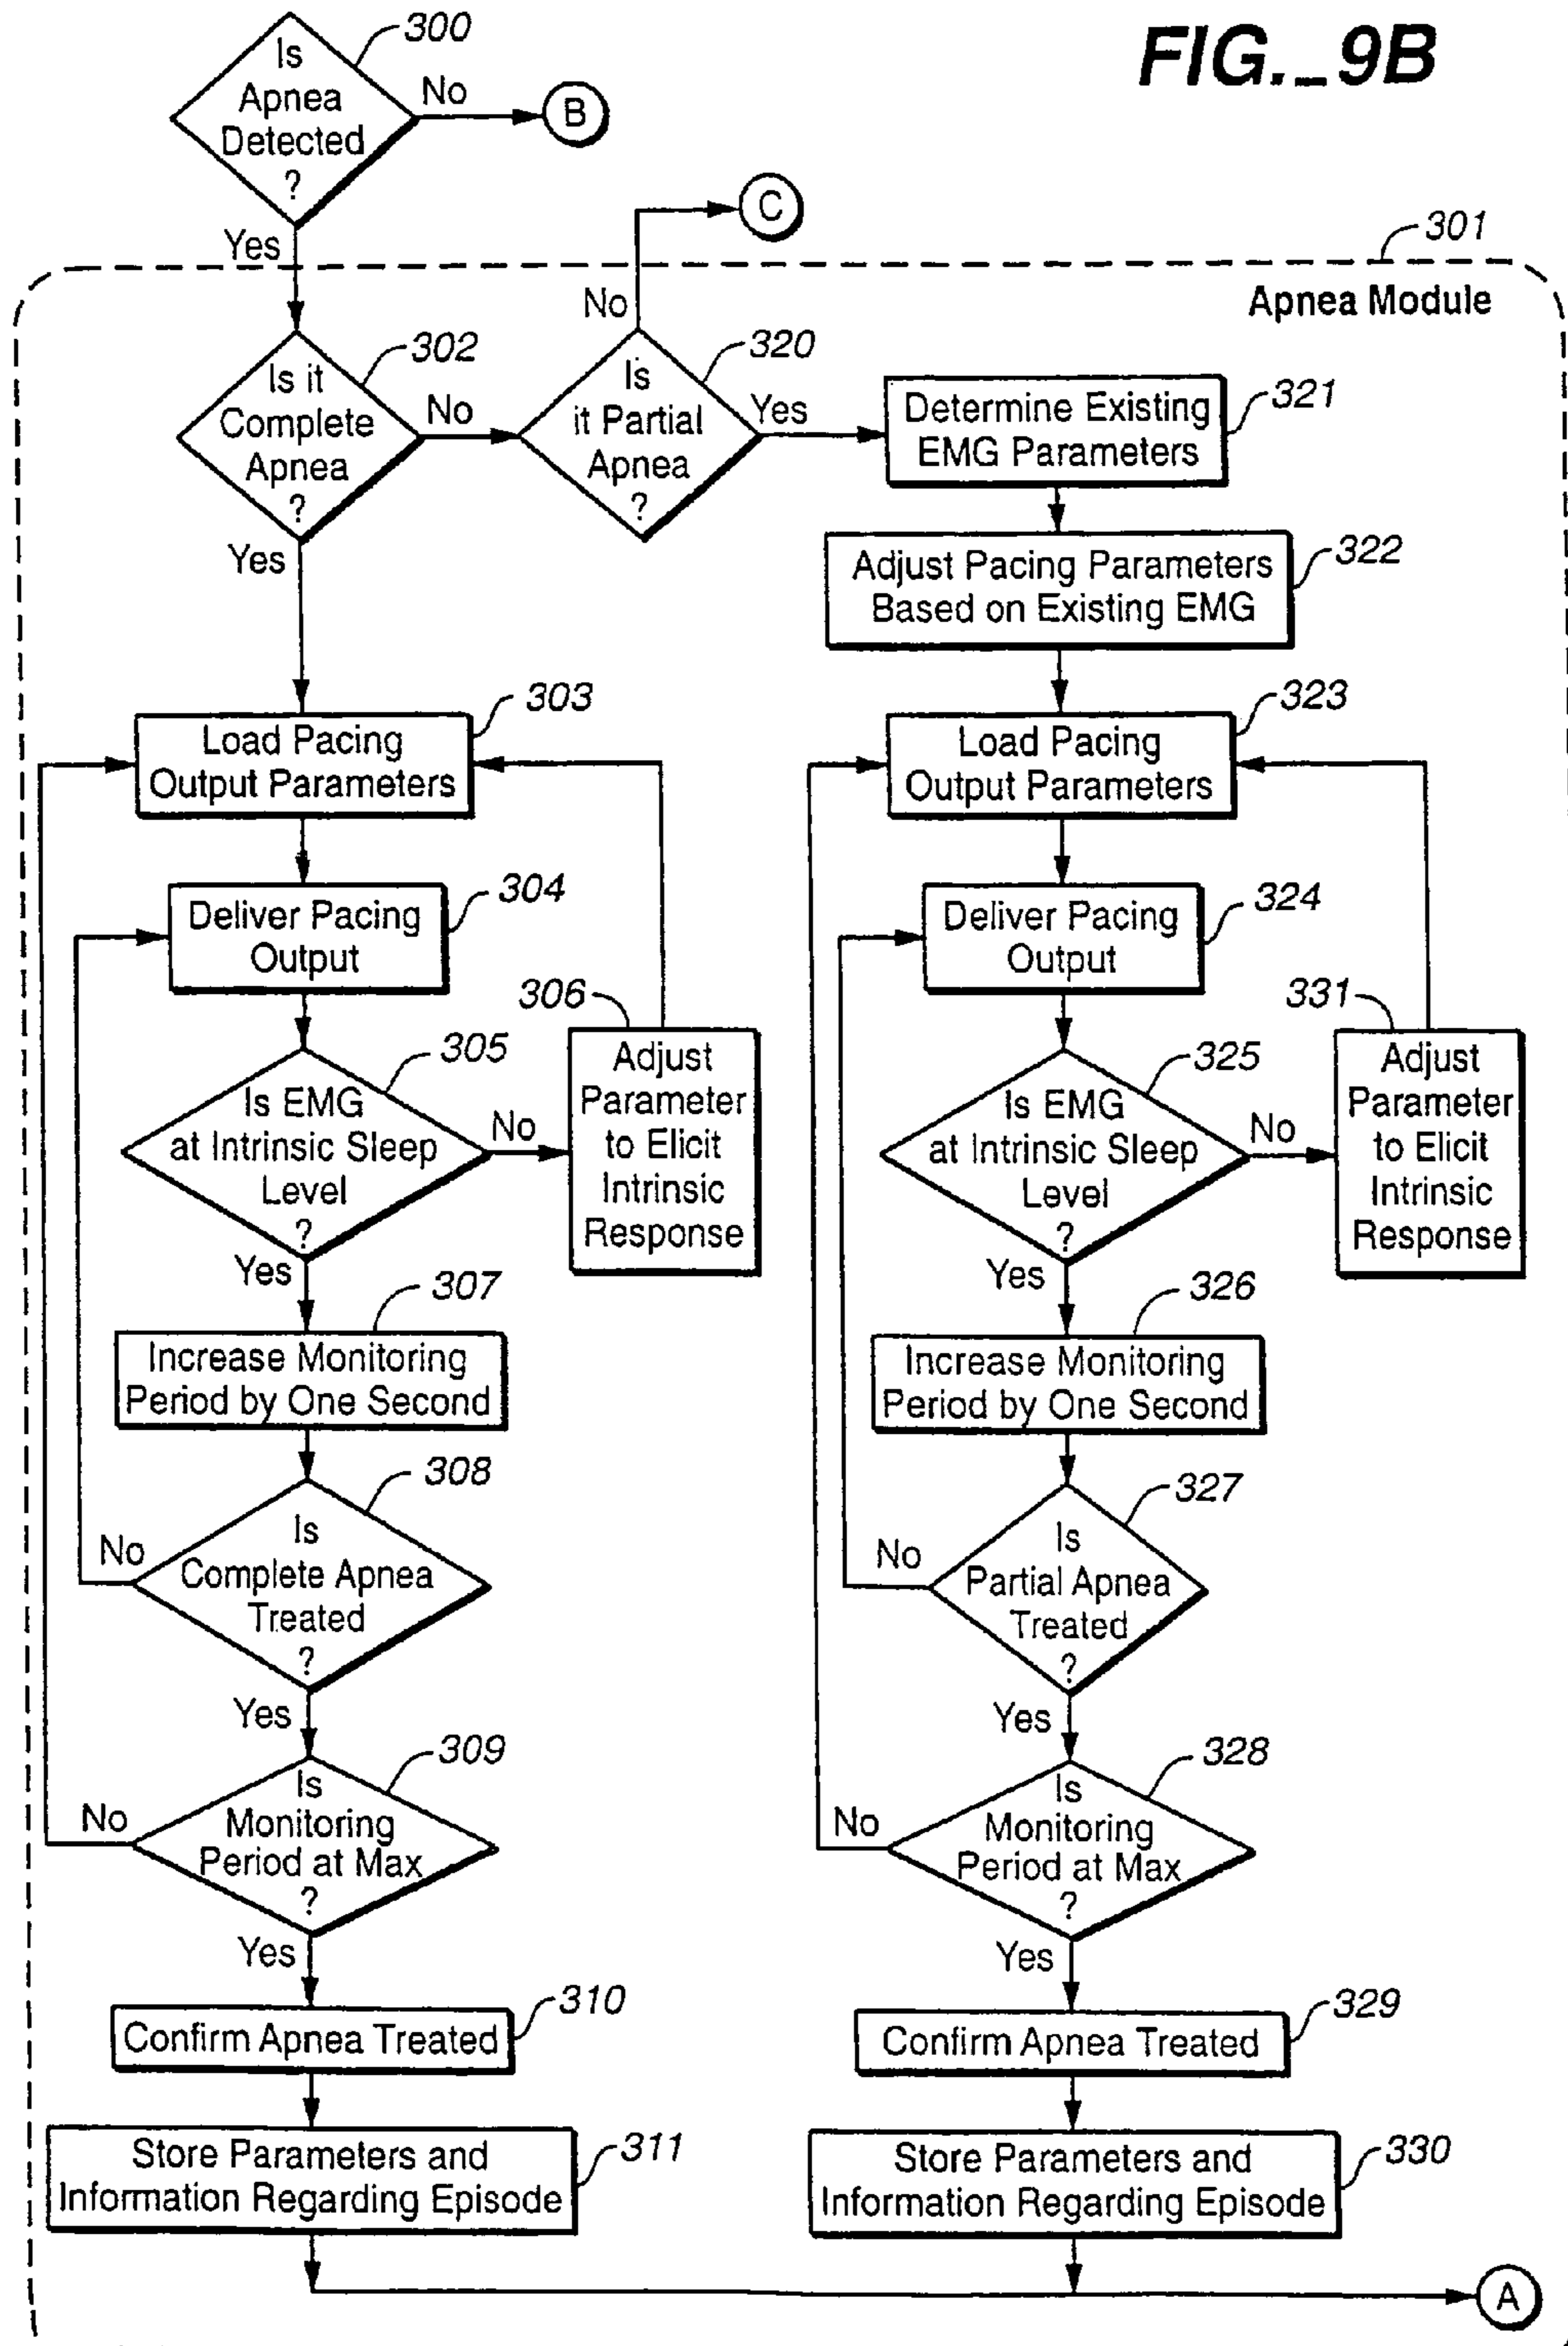 FIG._9B
300
Is
Apnea
Detected
?
No
B
Yes
C
301
Apnea Module
No
302
Is it
Complete
Apnea
?
No
320
Is
it Partial
Apnea
?
Yes
321
Determine Existing
EMG Parameters
322
Adjust Pacing Parameters
Based on Existing EMG
Yes
303
Load Pacing
Output Parameters
304
Deliver Pacing
Output
305
Is EMG
at Intrinsic Sleep
Level
?
No
306
Adjust
Parameter
to Elicit
Intrinsic
Response
Yes
307
Increase Monitoring
Period by One Second
308
Is
Complete Apnea
Treated
?
No
Yes
309
Is
Monitoring
Period at Max
?
No
Yes
310
Confirm Apnea Treated
311
Store Parameters and
Information Regarding Episode
323
Load Pacing
Output Parameters
324
Deliver Pacing
Output
325
Is EMG
at Intrinsic Sleep
Level
?
No
331
Adjust
Parameter
to Elicit
Intrinsic
Response
Yes
326
Increase Monitoring
Period by One Second
327
Is
Partial Apnea
Treated
?
No
Yes
328
Is
Monitoring
Period at Max
?
No
Yes
329
Confirm Apnea Treated
330
Store Parameters and
Information Regarding Episode
A